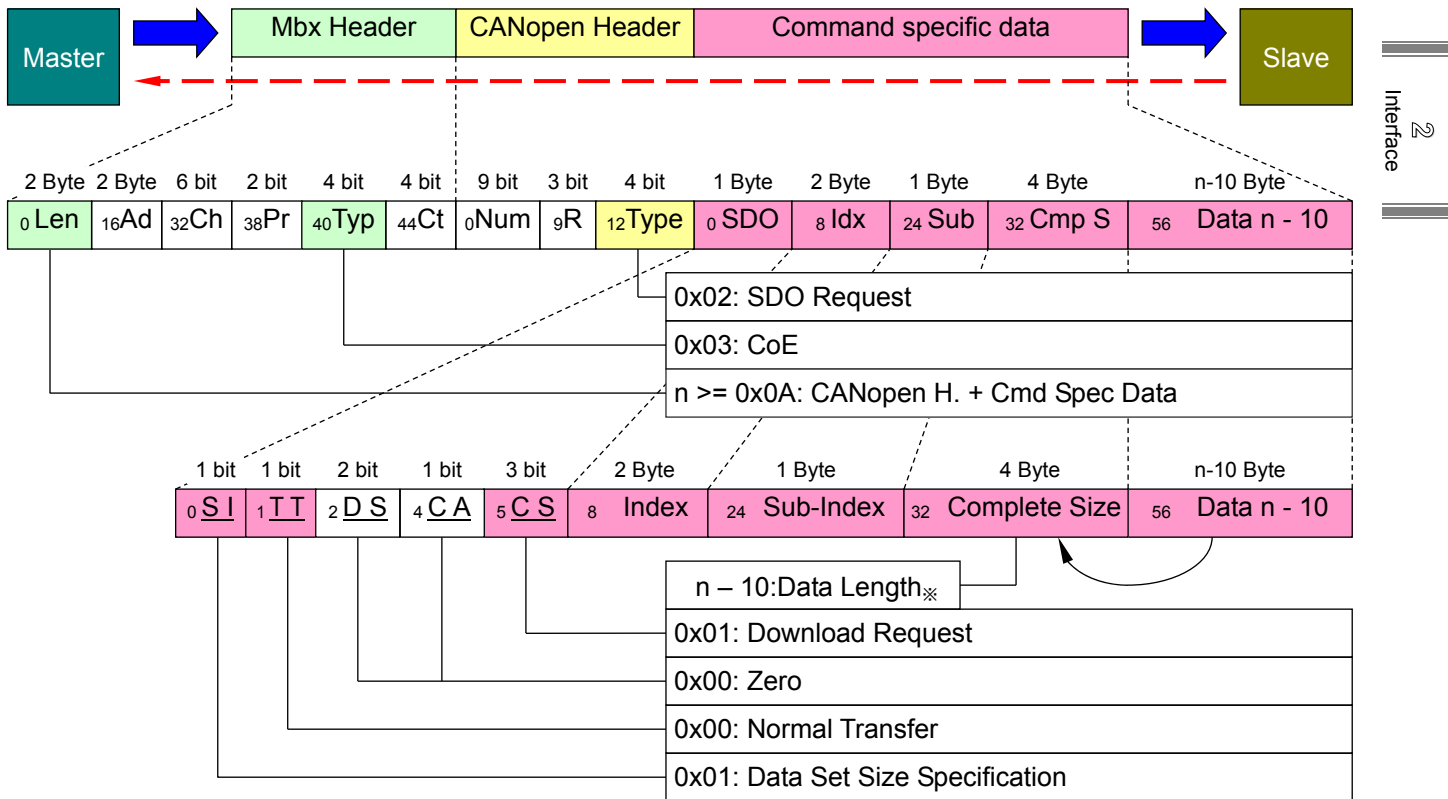 Master
Mbx Header CANopen Header Command specific data
Slave
2
Interface
2 Byte 2 Byte 6 bit 2 bit 4 bit 4 bit 9 bit 3 bit 4 bit 1 Byte 2 Byte 1 Byte 4 Byte n-10 Byte
0 Len 16 Ad 32 Ch 38 Pr 40 Typ 44 Ct 0 Num 9 R 12 Type 0 SDO 8 Idx 24 Sub 32 Cmp S 56 Data n - 10
0x02: SDO Request
0x03: CoE
n >= 0x0A: CANopen H. + Cmd Spec Data
1 bit 1 bit 2 bit 1 bit 3 bit 2 Byte 1 Byte 4 Byte n-10 Byte
0 S I 1 T T 2 D S 4 C A 5 C S 8 Index 24 Sub-Index 32 Complete Size 56 Data n - 10
n – 10:Data Length※
0x01: Download Request
0x00: Zero
0x00: Normal Transfer
0x01: Data Set Size Specification